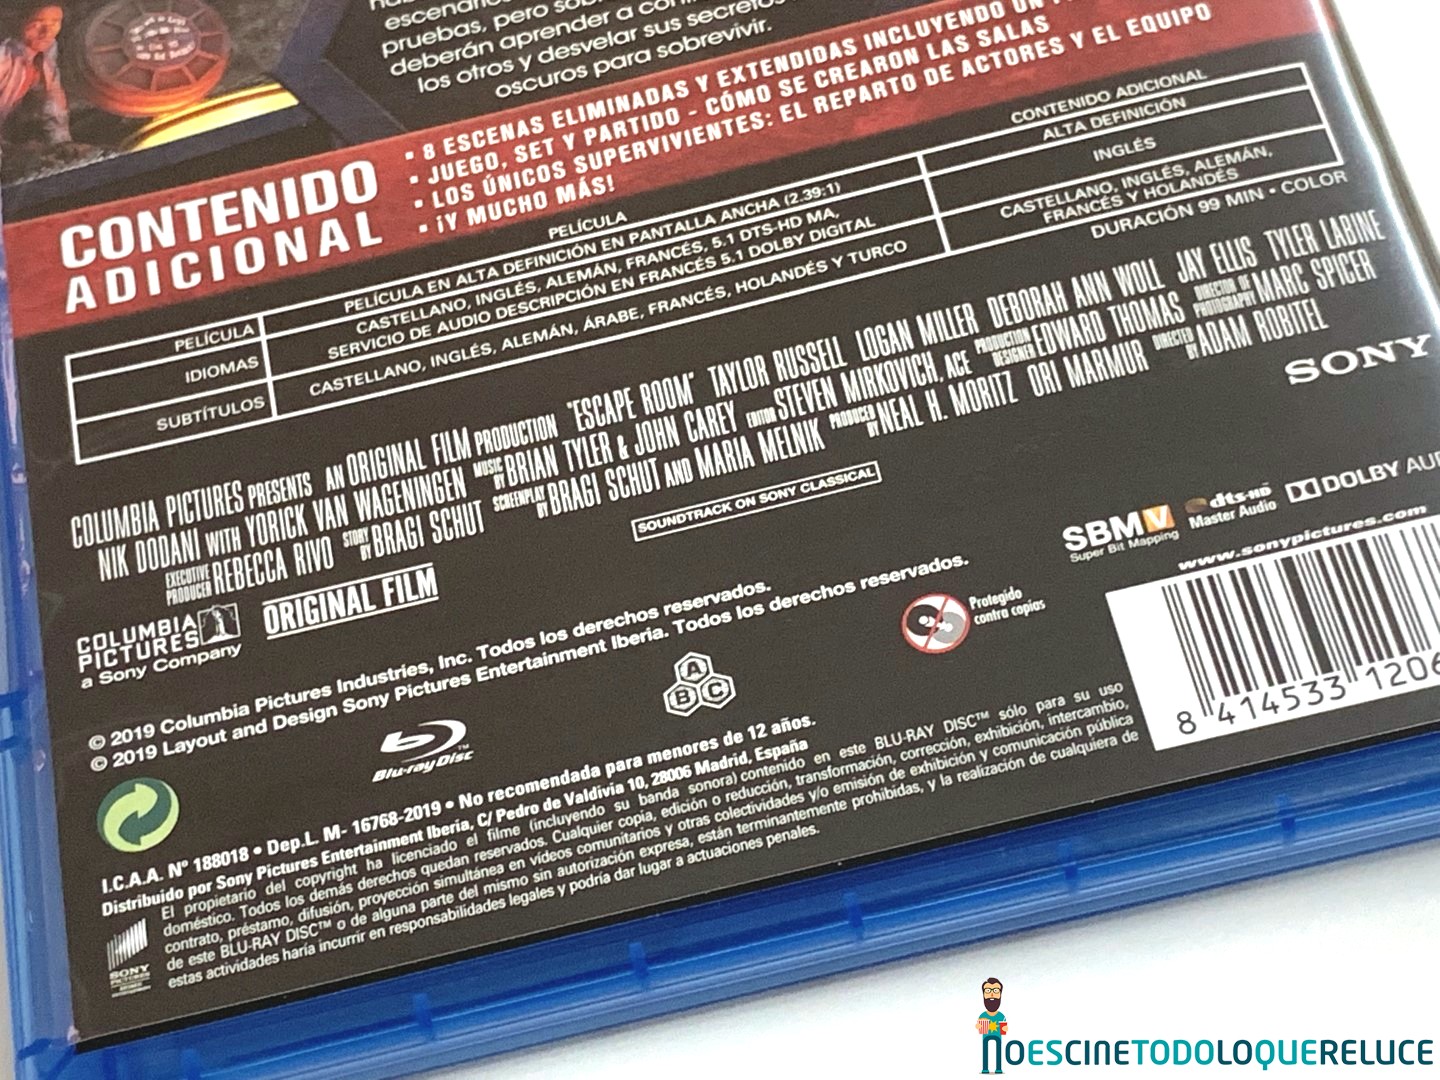 escenarios
pruebas, pero
deberán aprender a
los otros y desvelar sus secretos
oscuros para sobrevivir.
CONTENIDO
ADICIONAL
• 8 ESCENAS ELIMINADAS Y EXTENDIDAS INCLUYENDO UN
• JUEGO, SET Y PARTIDO - CÓMO SE CREARON LAS SALAS
• LOS ÚNICOS SUPERVIVIENTES: EL REPARTO DE ACTORES Y EL EQUIPO
• ¡Y MUCHO MÁS!
PELÍCULA
CONTENIDO ADICIONAL
PELÍCULA
PELÍCULA EN ALTA DEFINICIÓN EN PANTALLA ANCHA (2.39:1)
ALTA DEFINICIÓN
IDIOMAS
CASTELLANO, INGLÉS, ALEMÁN, FRANCÉS, 5.1 DTS-HD MA,
SERVICIO DE AUDIO DESCRIPCIÓN EN FRANCÉS 5.1 DOLBY DIGITAL
INGLÉS
SUBTÍTULOS
CASTELLANO, INGLÉS, ALEMÁN, ÁRABE, FRANCÉS, HOLANDÉS Y TURCO
CASTELLANO, INGLÉS, ALEMÁN,
FRANCÉS Y HOLANDÉS
DURACIÓN 99 MIN • COLOR
COLUMBIA PICTURES PRESENTS AN ORIGINAL FILM PRODUCTION "ESCAPE ROOM" TAYLOR RUSSELL LOGAN MILLER DEBORAH ANN WOLL JAY ELLIS TYLER LABINE
NIK DODANI WITH YORICK VAN WAGENINGEN MUSIC BY BRIAN TYLER & JOHN CAREY EDITOR STEVEN MIRKOVICH, ACE PRODUCTION DESIGNER EDWARD THOMAS DIRECTOR OF PHOTOGRAPHY MARC SPICER
EXECUTIVE PRODUCER REBECCA RIVO STORY BY BRAGI SCHUT SCREENPLAY BY BRAGI SCHUT AND MARIA MELNIK PRODUCED BY NEAL H. MORITZ ORI MARMUR DIRECTED BY ADAM ROBITEL
SONY
COLUMBIA
PICTURES
a Sony Company
ORIGINAL FILM
SOUNDTRACK ON SONY CLASSICAL
SBMV
Super Bit Mapping
dts-HD
Master Audio
DOLBY
www.sonypictures.com
© 2019 Columbia Pictures Industries, Inc. Todos los derechos reservados.
© 2019 Layout and Design Sony Pictures Entertainment Iberia. Todos los derechos reservados.
Protegido
contra copias
A
B C
Blu-ray Disc™
8 414533 1206
I.C.A.A. Nº 188018 • Dep.L. M- 16768-2019 • No recomendada para menores de 12 años.
Distribuido por Sony Pictures Entertainment Iberia, C/ Pedro de Valdivia 10, 28006 Madrid, España
El propietario del copyright ha licenciado el filme (incluyendo su banda sonora) contenido en este BLU-RAY DISC™ sólo para su uso
doméstico. Todos los demás derechos quedan reservados. Cualquier copia, edición o reducción, transformación, corrección, exhibición, intercambio,
contrato, préstamo, difusión, proyección simultánea en vídeos comunitarios y otras colectividades y/o emisión de exhibición y comunicación pública
de este BLU-RAY DISC™ o de alguna parte del mismo sin autorización expresa, están terminantemente prohibidas, y la realización de cualquiera de
estas actividades haría incurrir en responsabilidades legales y podría dar lugar a actuaciones penales.
SONY
PICTURES
NOESCINETODOLOQUERELUCE